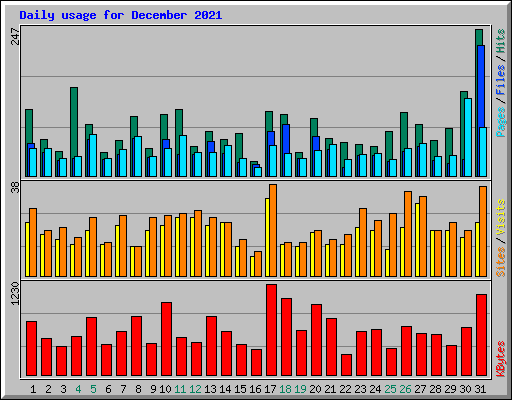 Daily usage for December 2021
247
Pages / Files / Hits
38
Sites / Visits
1230
KBytes
1 2 3 4 5 6 7 8 9 10 11 12 13 14 15 16 17 18 19 20 21 22 23 24 25 26 27 28 29 30 31